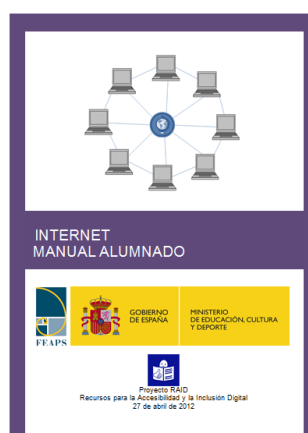 INTERNET
MANUAL ALUMNADO
FEAPS
GOBIERNO
DE ESPAÑA
MINISTERIO
DE EDUCACIÓN, CULTURA
Y DEPORTE
Proyecto RAID
Recursos para la Accesibilidad y la Inclusión Digital
27 de abril de 2012